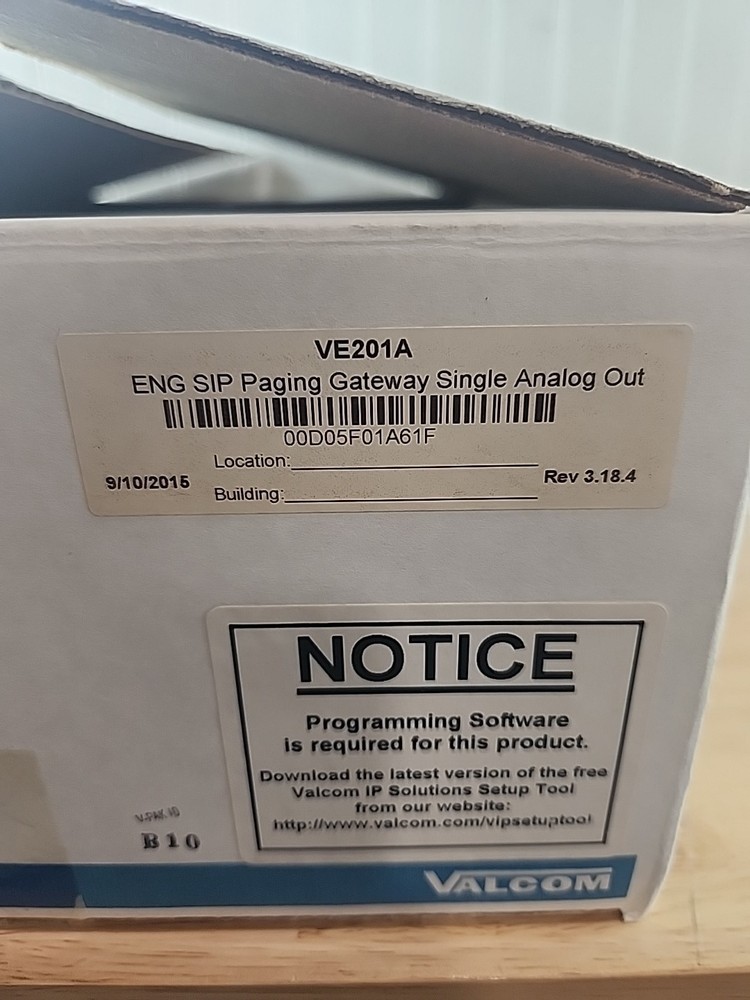 VE201A
ENG SIP Paging Gateway Single Analog Out
00D05F01A61F
Location:
9/10/2015
Rev 3.18.4
Building:
NOTICE
Programming Software
is required for this product.
Download the latest version of the free
Valcom IP Solutions Setup Tool
from our website:
http://www.valcom.com/vipsetuptool
V-PAK ID
B10
VALCOM